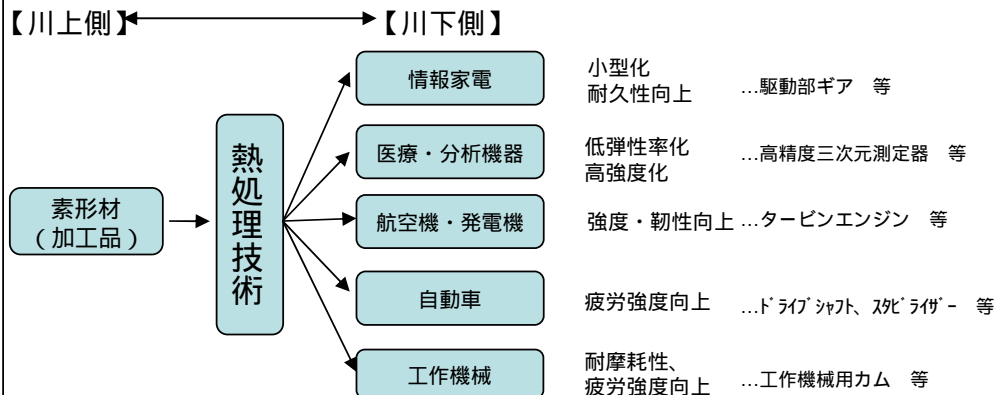 【川上側】 【川下側】
情報家電
小型化
耐久性向上
…駆動部ギア 等
医療・分析機器
低弾性率化
高強度化
…高精度三次元測定器 等
熱処理技術
素形材
(加工品)
航空機・発電機
強度・靭性向上
…タービンエンジン 等
自動車
疲労強度向上
…ﾄﾞﾗｲﾌﾞｼｬﾌﾄ、ｽﾀﾋﾞﾗｲｻﾞｰ 等
工作機械
耐摩耗性、
疲労強度向上
…工作機械用カム 等